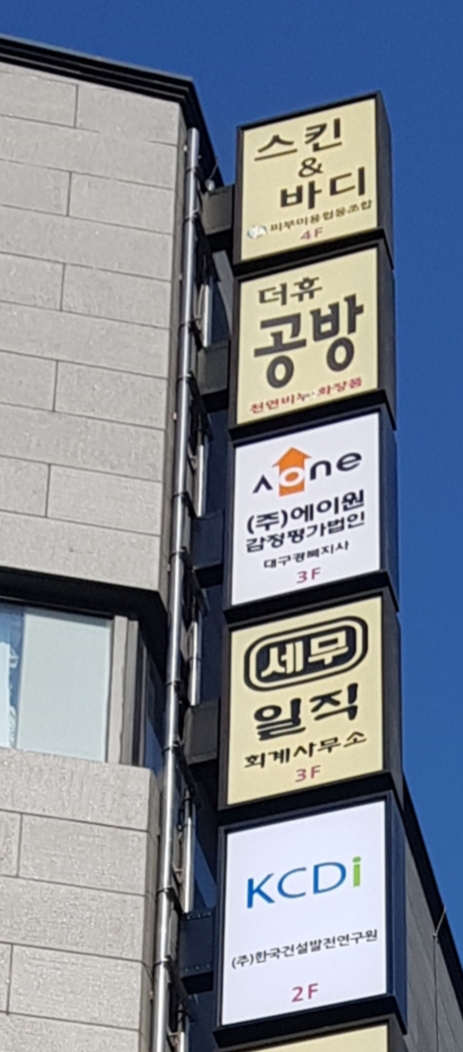 스킨
&
바디
피부미용협동조합
4F
더휴
공방
천연비누·화장품
Aone
(주)에이원
감정평가법인
대구경북지사
3F
세무
일직
회계사무소
3F
KCDi
(주)한국건설발전연구원
2F